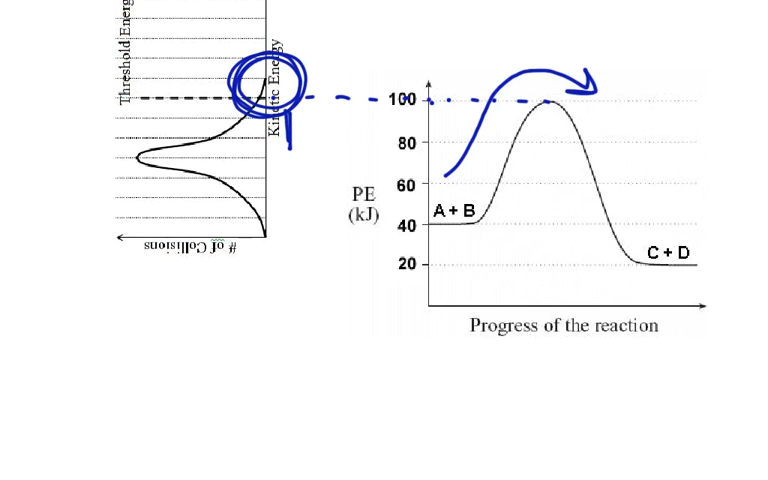 Threshold Energ
Kinetic Energy
# of Collisions
PE
(kJ)
100
80
60
40
20
A + B
C + D
Progress of the reaction